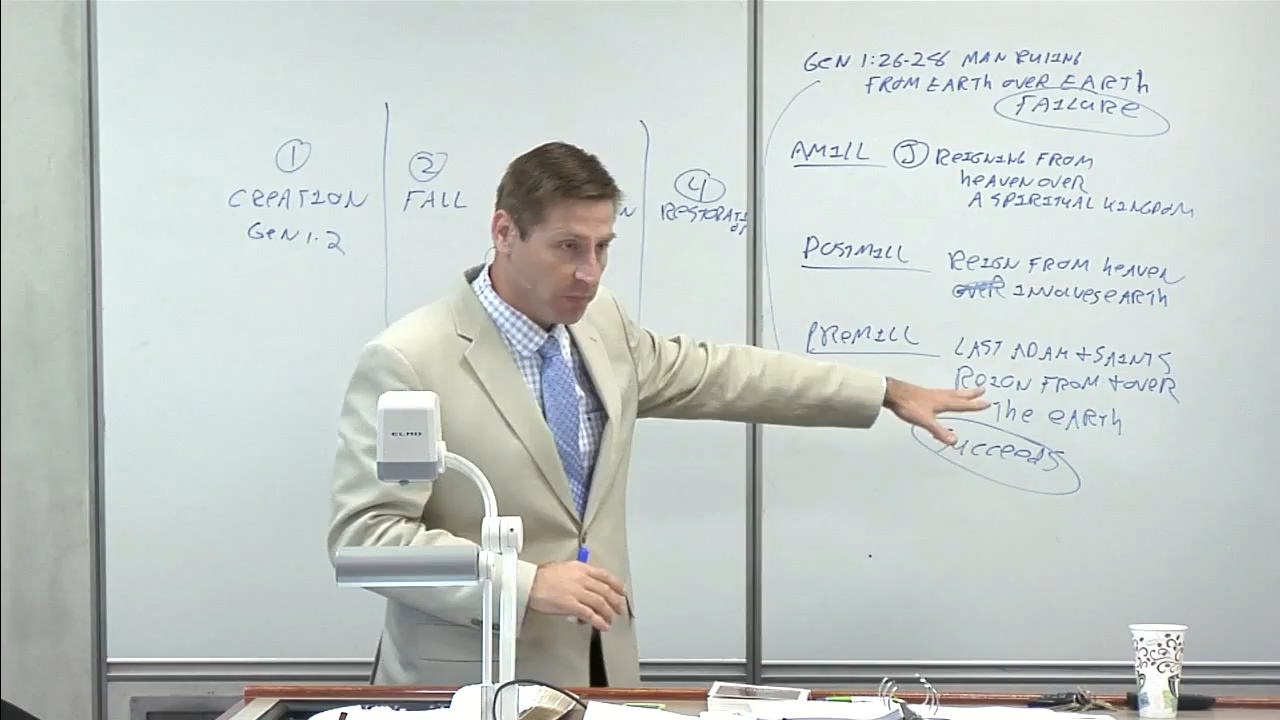 GEN 1:26-28 MAN RULING
FROM EARTH OVER EARTH
FAILURE
① CREATION
GEN 1-2
② FALL
N
④ RESTORATI
AMILL Ⓙ REIGNING FROM
HEAVEN OVER
A SPIRITUAL KINGDOM
POSTMILL REIGN FROM HEAVEN
INVOLVES EARTH
PREMILL LAST ADAM + SAINTS
REIGN FROM + OVER
THE EARTH
SUCCEEDS
ELMO